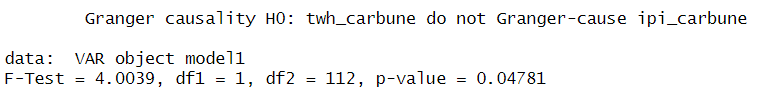 Granger causality H0: twh_carbune do not Granger-cause ipi_carbune
data:  VAR object model1
F-Test = 4.0039, df1 = 1, df2 = 112, p-value = 0.04781